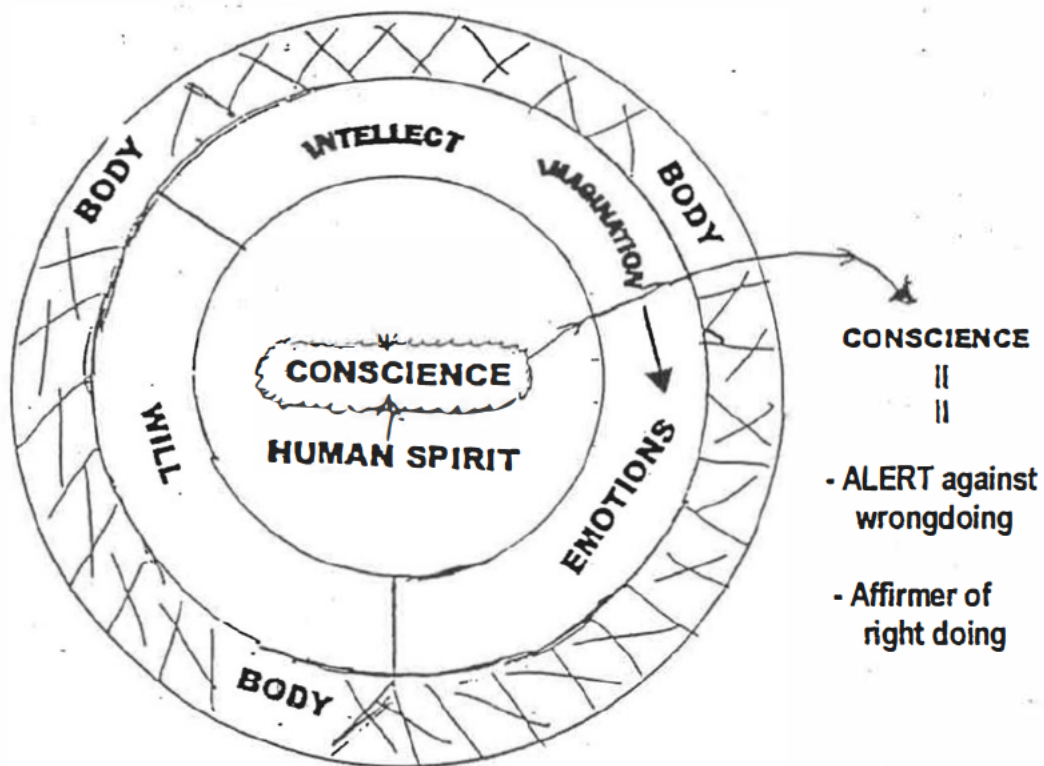 INTELLECT
IMAGINATION
BODY
BODY
CONSCIENCE
HUMAN SPIRIT
WILL
EMOTIONS
BODY
CONSCIENCE
=
- ALERT against
wrongdoing
- Affirmer of
right doing